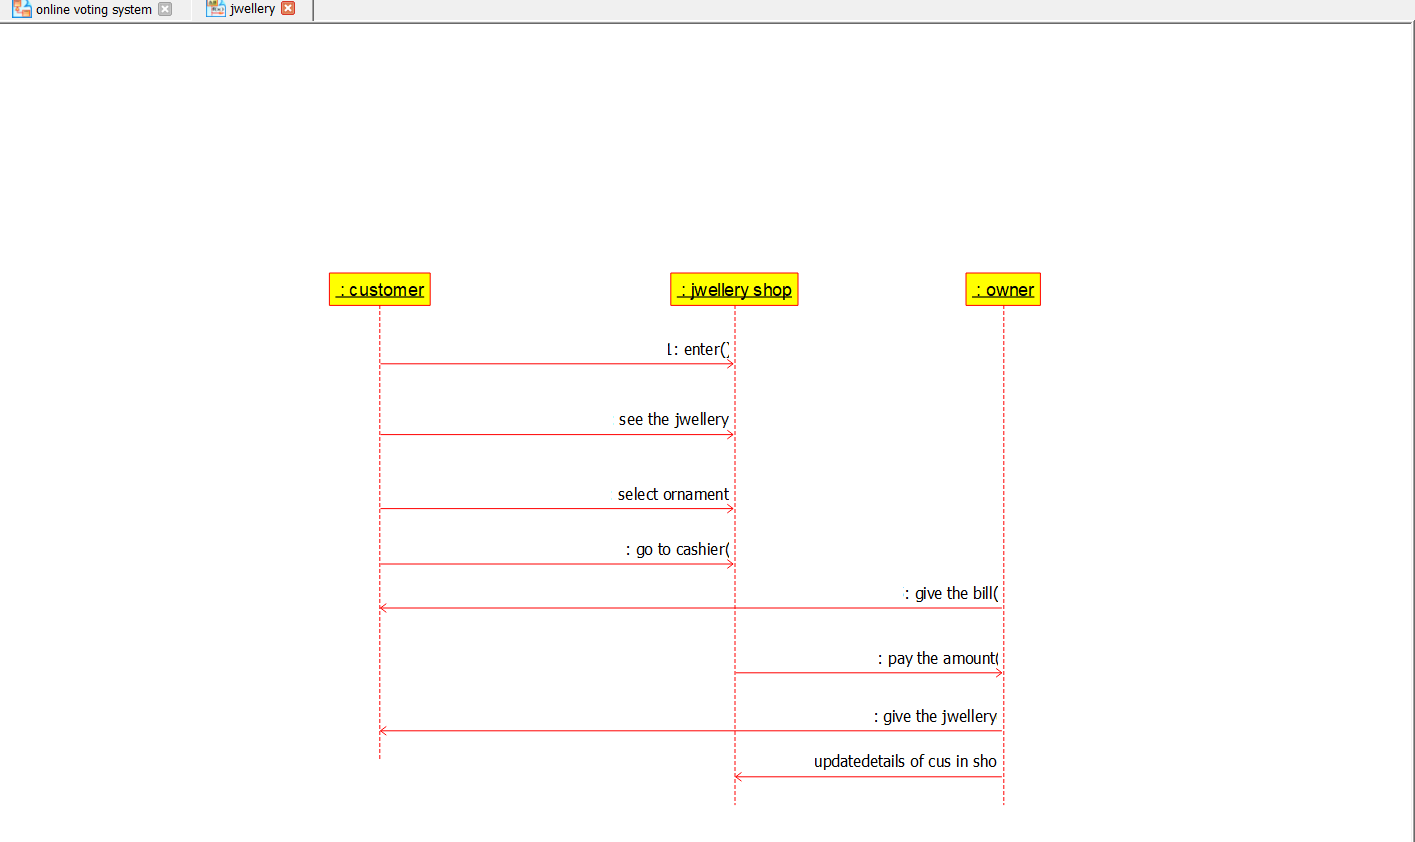 online voting system
jwellery
: customer
: jwellery shop
: owner
: enter()
see the jwellery
select ornament
: go to cashier(
: give the bill(
: pay the amount(
: give the jwellery
updatedetails of cus in sho